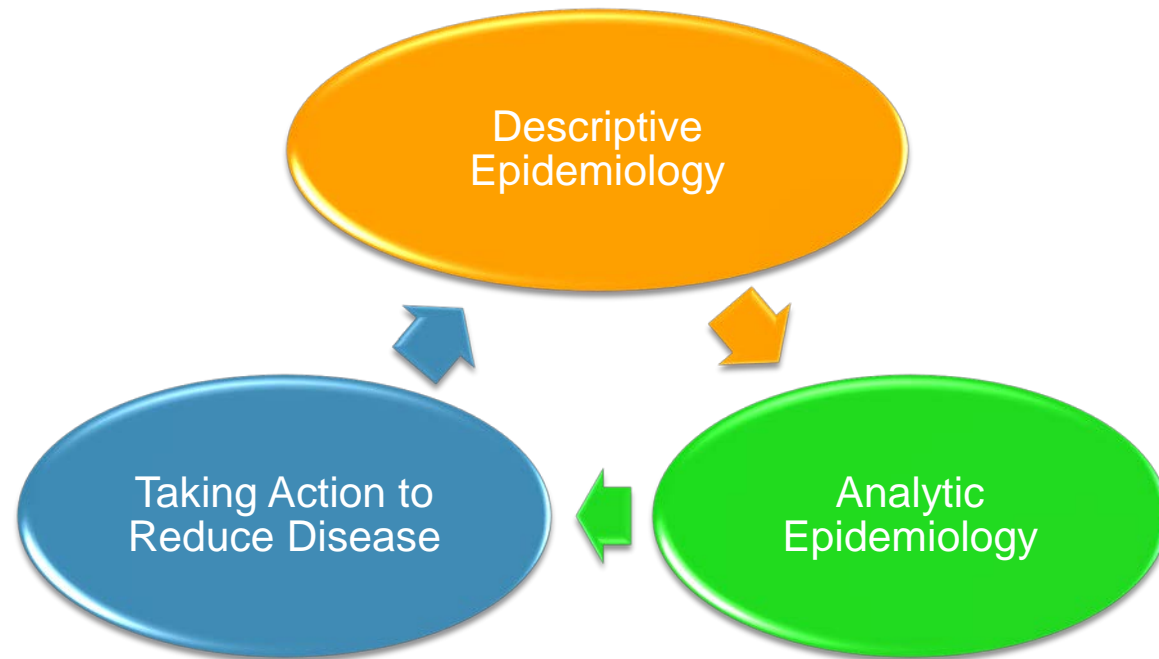 Descriptive
Epidemiology
Taking Action to
Reduce Disease
Analytic
Epidemiology